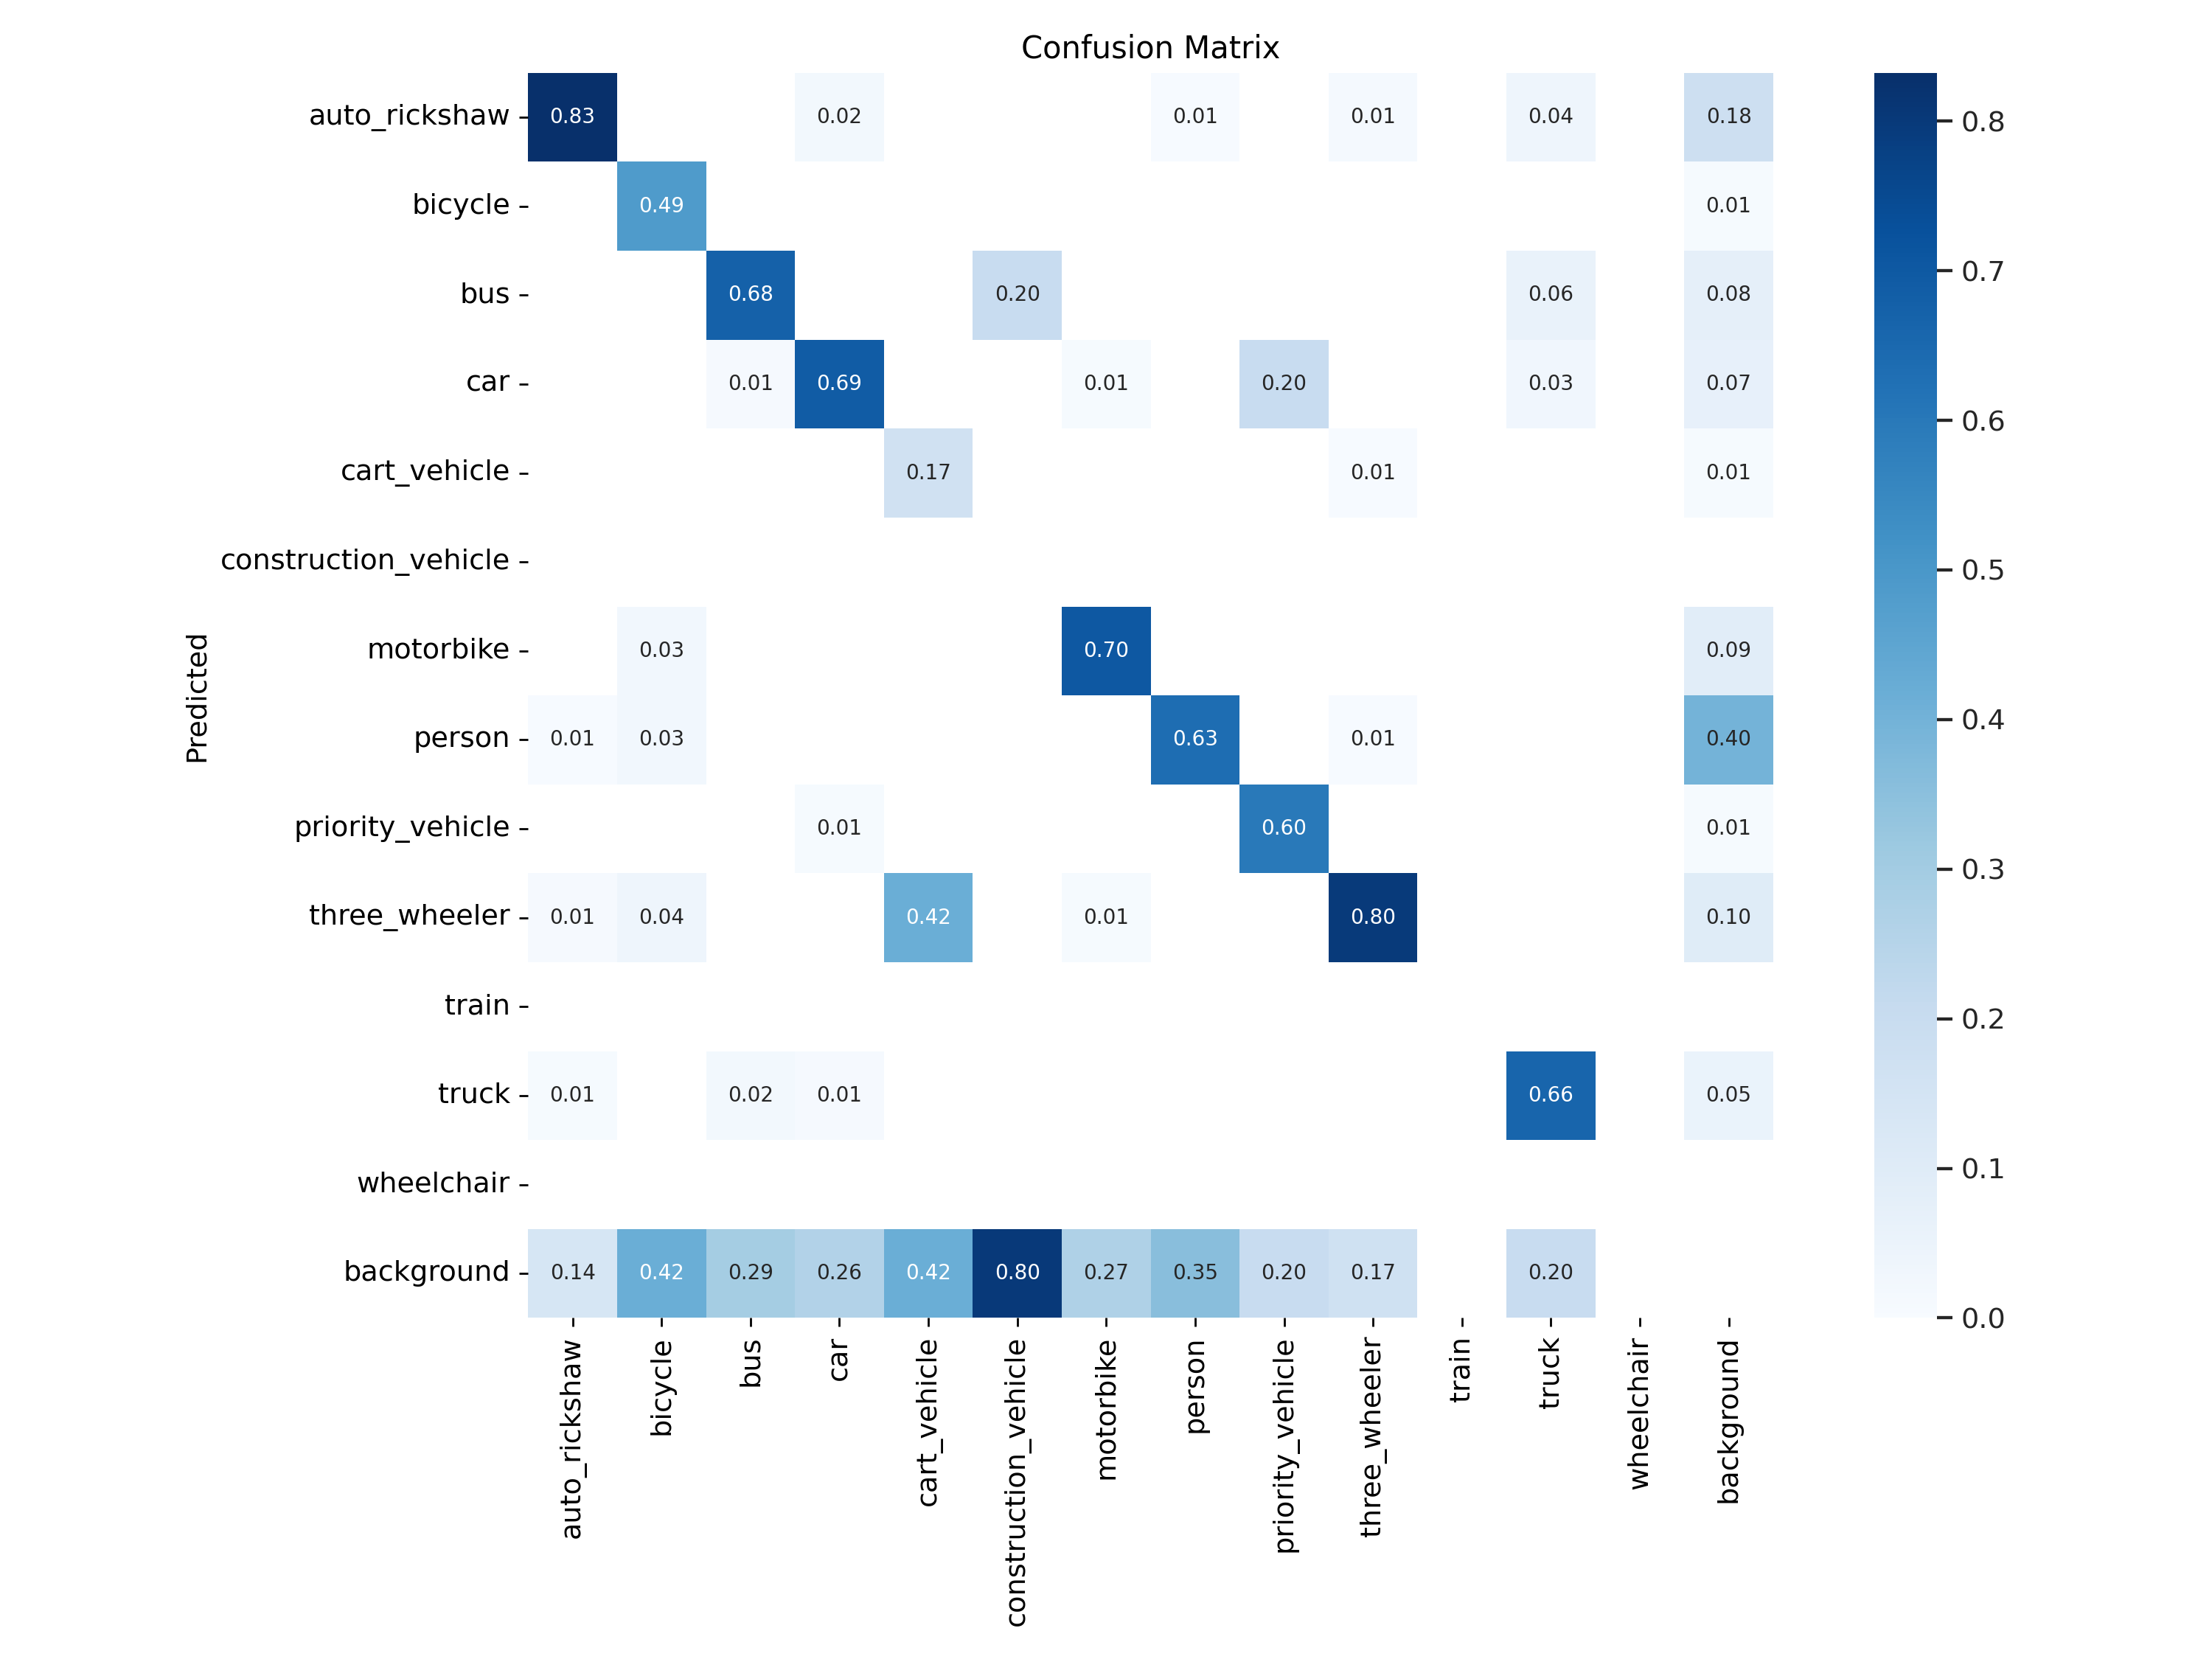 Confusion Matrix
auto_rickshaw 0.83 0.02 0.01 0.01 0.04 0.18
bicycle 0.49 0.01
bus 0.68 0.20 0.06 0.08
car 0.01 0.69 0.01 0.20 0.03 0.07
cart_vehicle 0.17 0.01 0.01
construction_vehicle
motorbike 0.03 0.70 0.09
person 0.01 0.03 0.63 0.01 0.40
priority_vehicle 0.01 0.60 0.01
three_wheeler 0.01 0.04 0.42 0.01 0.80 0.10
train
truck 0.01 0.02 0.01 0.66 0.05
wheelchair
background 0.14 0.42 0.29 0.26 0.42 0.80 0.27 0.35 0.20 0.17 0.20
Predicted
auto_rickshaw
bicycle
bus
car
cart_vehicle
construction_vehicle
motorbike
person
priority_vehicle
three_wheeler
train
truck
wheelchair
background
0.8
0.7
0.6
0.5
0.4
0.3
0.2
0.1
0.0